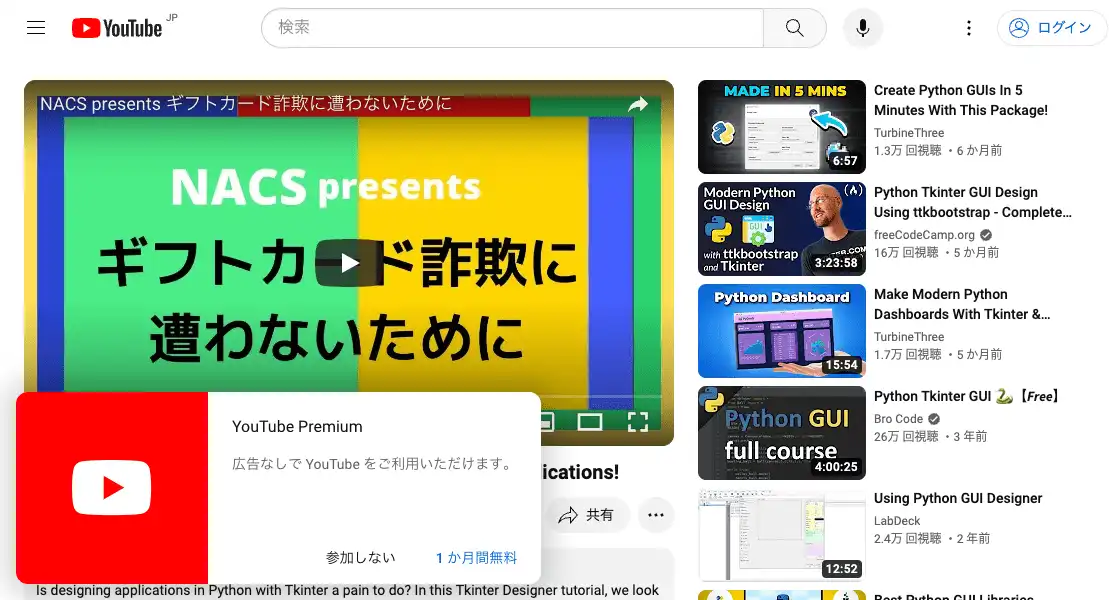 YouTube JP
検索
ログイン
NACS presents ギフトカード詐欺に遭わないために
NACS presents
ギフトカード詐欺に
遭わないために
YouTube Premium
広告なしで YouTube をご利用いただけます。
参加しない
1 か月間無料
ications!
共有
Is designing applications in Python with Tkinter a pain to do? In this Tkinter Designer tutorial, we look
MADE IN 5 MINS
6:57
Create Python GUIs In 5
Minutes With This Package!
TurbineThree
1.3万 回視聴 ・6 か月前
Modern Python
GUI Design
GUI
with ttkbootstrap
and Tkinter
3:23:58
Python Tkinter GUI Design
Using ttkbootstrap - Complete…
freeCodeCamp.org
16万 回視聴 ・5 か月前
Python Dashboard
15:54
Make Modern Python
Dashboards With Tkinter &…
TurbineThree
1.7万 回視聴 ・5 か月前
Python GUI
full course
4:00:25
Python Tkinter GUI 🐍【Free】
Bro Code
26万 回視聴 ・3 年前
12:52
Using Python GUI Designer
LabDeck
2.4万 回視聴 ・2 年前
Best Python GUI Libraries